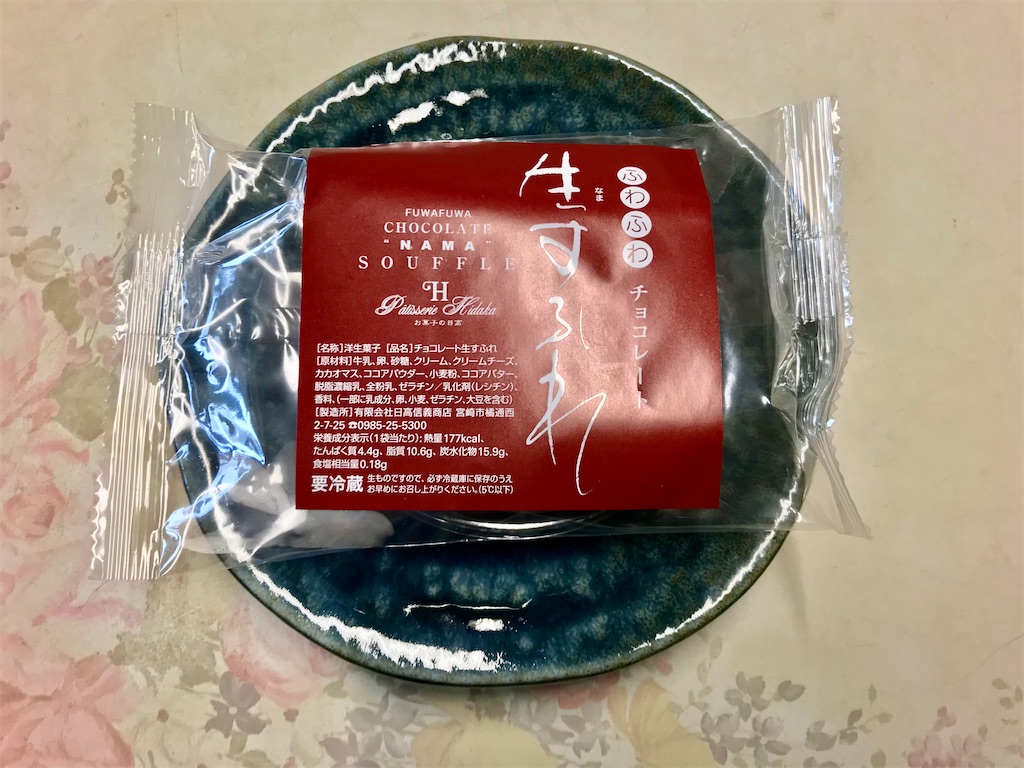 ふわふわ チョコレート
生すふれ
なま
FUWAFUWA
CHOCOLATE
"NAMA"
SOUFFLE
H
Pâtisserie Hidaka
お菓子の日高
[名称]洋生菓子 [品名]チョコレート生すふれ
[原材料]牛乳、卵、砂糖、クリーム、クリームチーズ、
カカオマス、ココアパウダー、小麦粉、ココアバター、
脱脂濃縮乳、全粉乳、ゼラチン/乳化剤(レシチン)、
香料、(一部に乳成分、卵、小麦、ゼラチン、大豆を含む)
[製造所]有限会社日高信義商店 宮崎市橘通西
2-7-25 ☎0985-25-5300
栄養成分表示(1袋当たり);熱量177kcal、
たんぱく質4.4g、脂質10.6g、炭水化物15.9g、
食塩相当量0.18g
要冷蔵 生ものですので、必ず冷蔵庫に保存のうえ
お早めにお召し上がりください。(5℃以下)